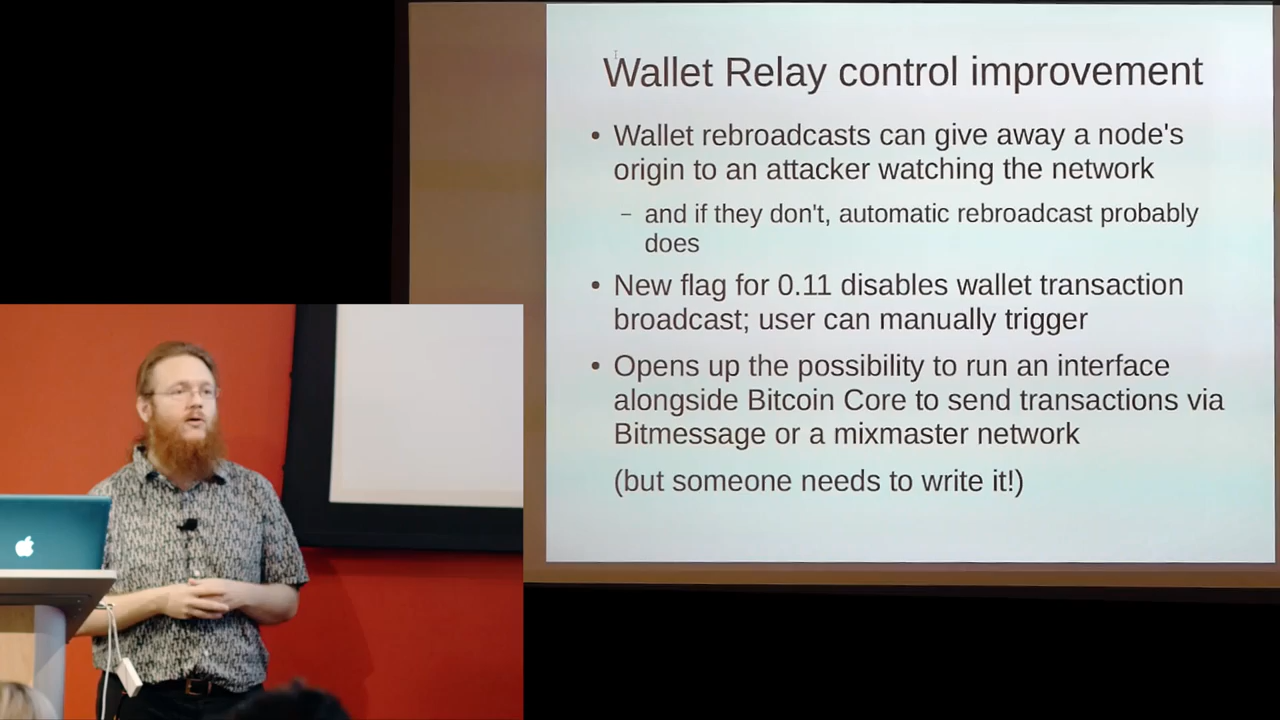 Wallet Relay control improvement
• Wallet rebroadcasts can give away a node's
origin to an attacker watching the network
– and if they don't, automatic rebroadcast probably
does
• New flag for 0.11 disables wallet transaction
broadcast; user can manually trigger
• Opens up the possibility to run an interface
alongside Bitcoin Core to send transactions via
Bitmessage or a mixmaster network
(but someone needs to write it!)